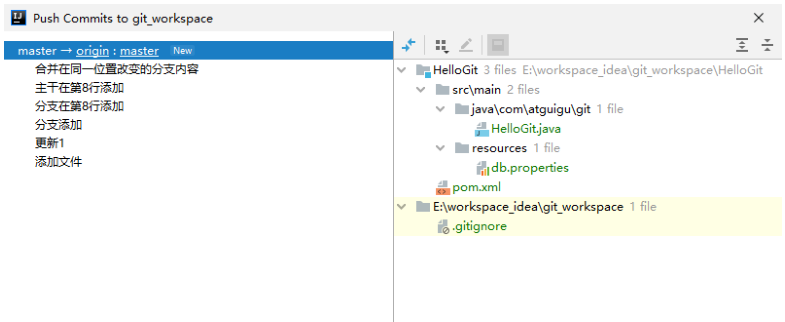 Push Commits to git_workspace
master → origin : master New
合并在同一位置改变的分支内容
主干在第8行添加
分支在第8行添加
分支添加
更新1
添加文件
HelloGit 3 files E:\workspace_idea\git_workspace\HelloGit
src\main 2 files
java\com\atguigu\git 1 file
HelloGit.java
resources 1 file
db.properties
pom.xml
E:\workspace_idea\git_workspace 1 file
.gitignore